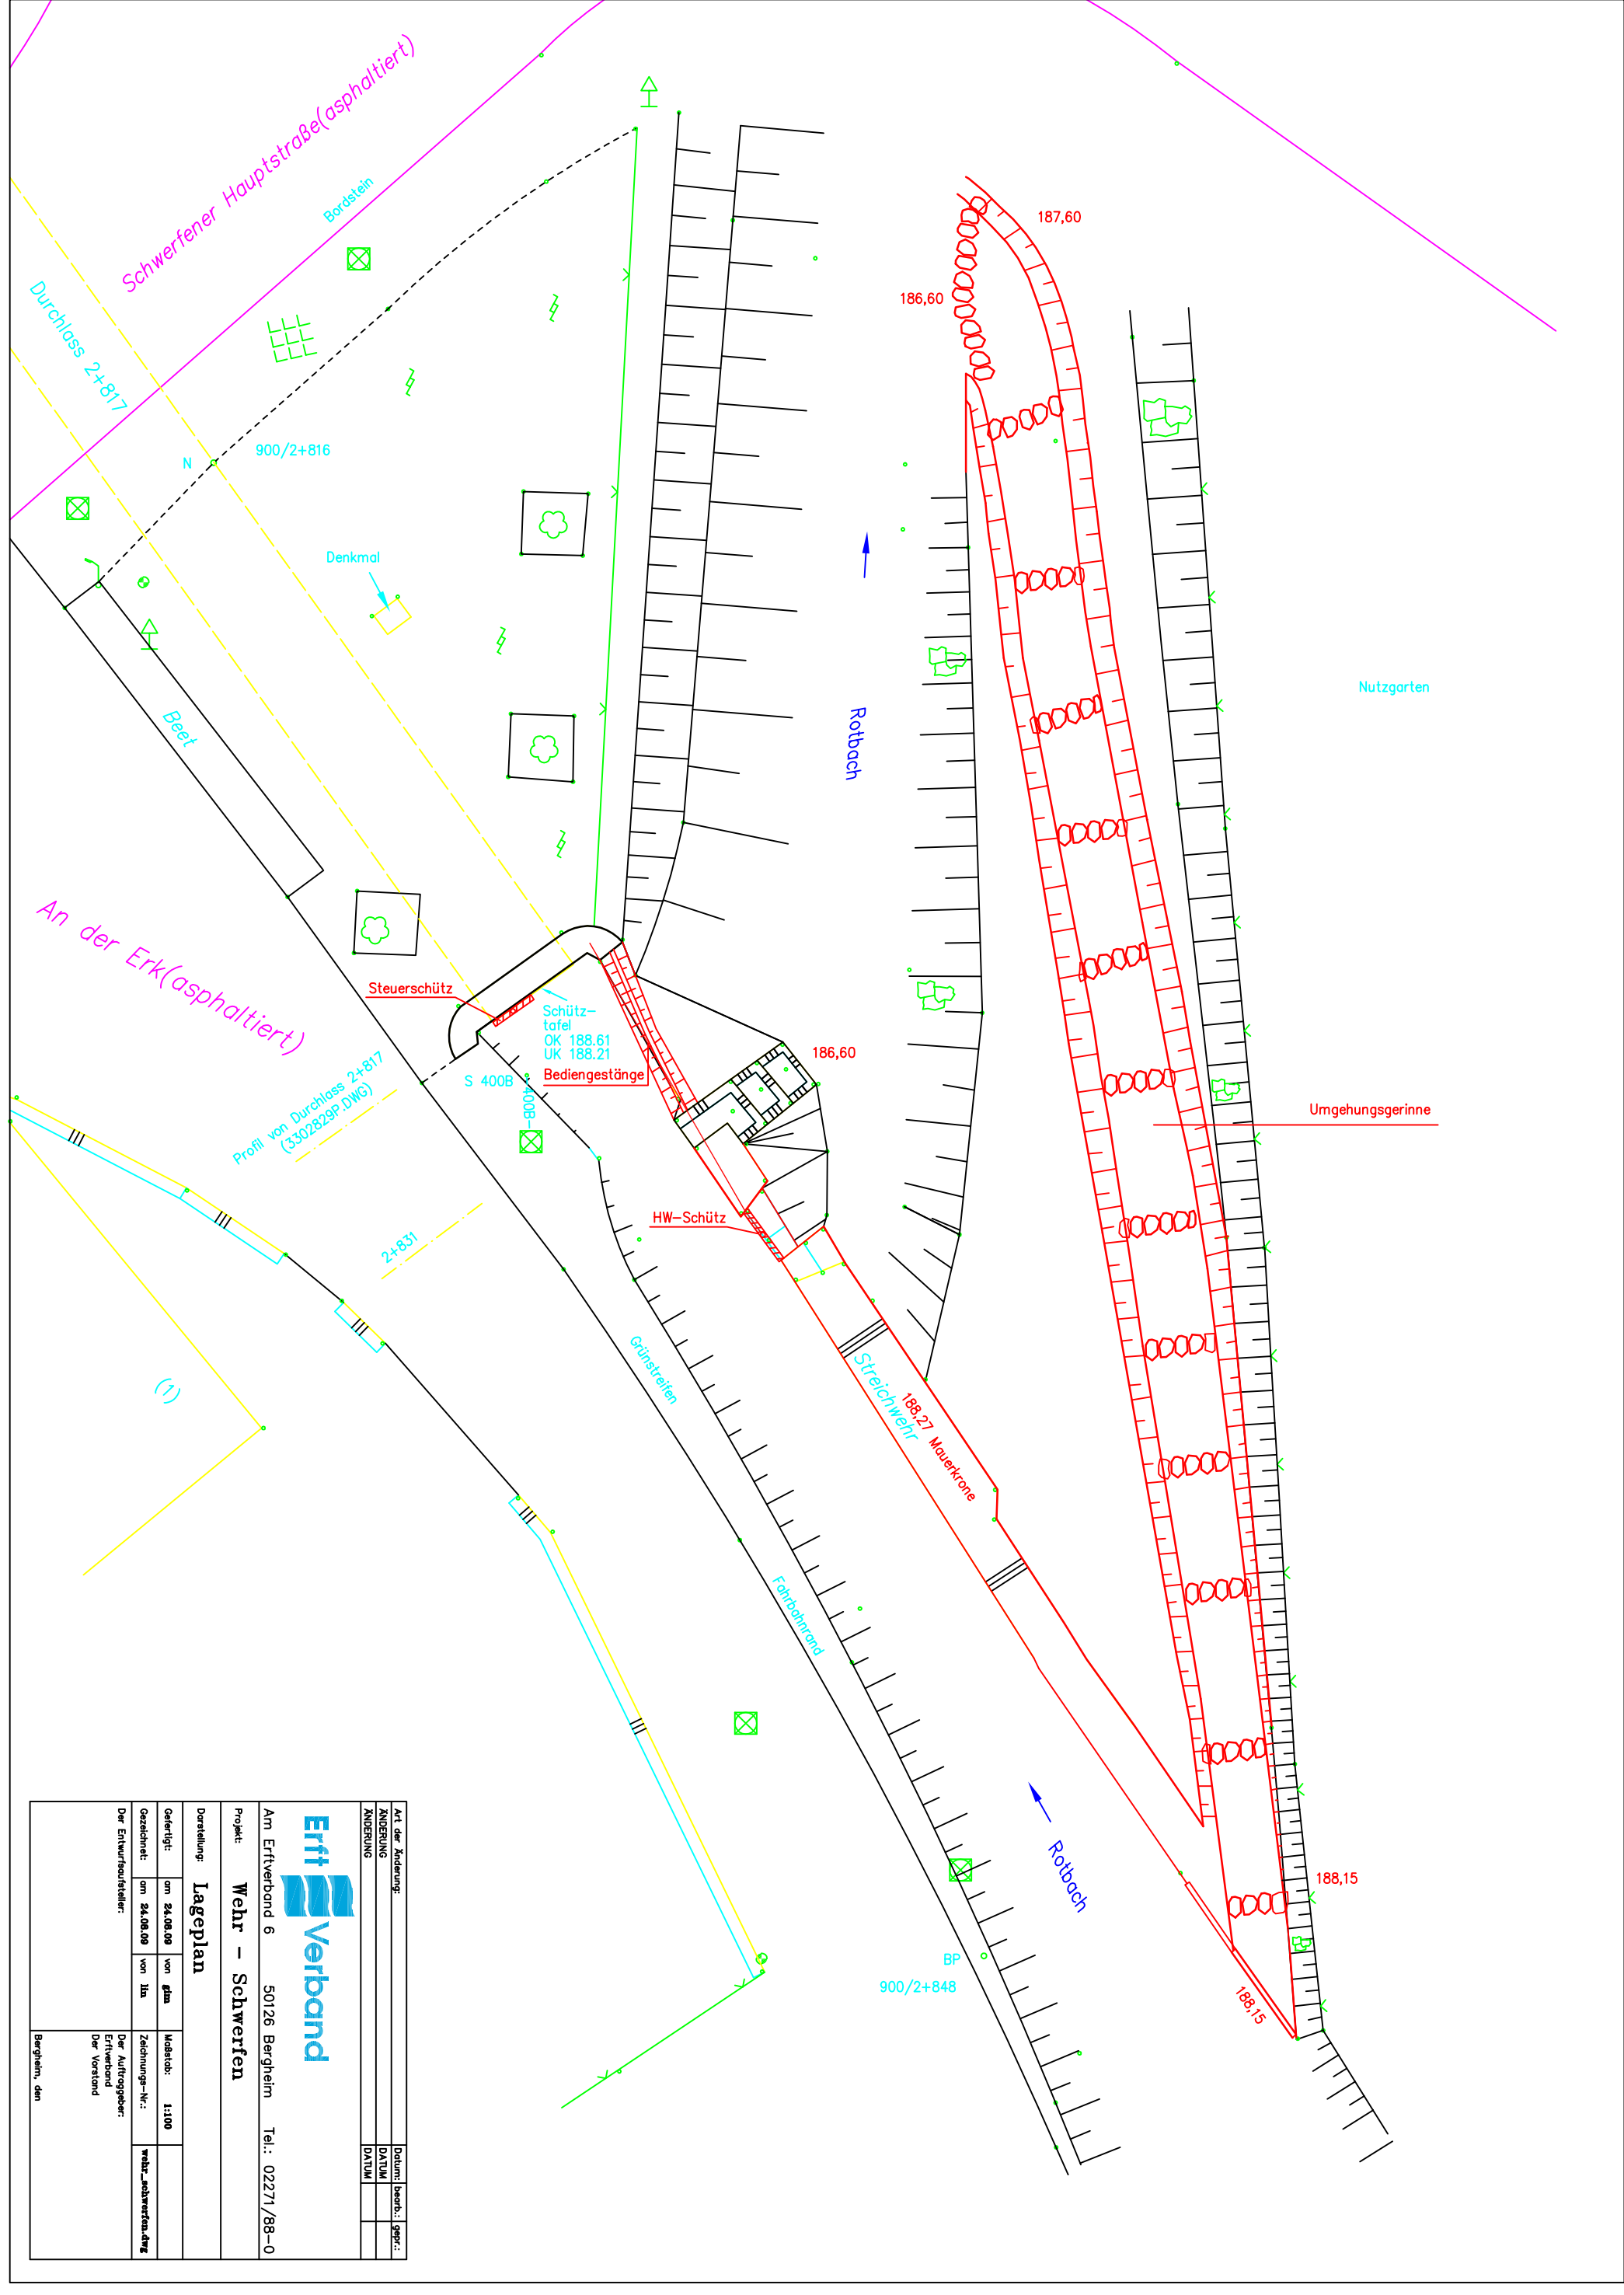 Schwerfener Hauptstraße(asphaltiert)
Bordstein
187,60
186,60
Durchlass 2+817
900/2+816
N
Denkmal
Nutzgarten
Rotbach
Beet
An der Erk(asphaltiert)
Steuerschütz
Schütz-
tafel
OK 188.61
UK 188.21
Bediengestänge
S 400B
400B
186,60
Profil von Durchlass 2+817
(3302829P.DWG)
Umgehungsgerinne
HW-Schütz
2+831
Grünstreifen
Streichwehr
188,27 Mauerkrone
(1)
Fahrbahnrand
Rotbach
188,15
188,15
BP
900/2+848
Art der Änderung: Datum: bearb.: gepr.:
ÄNDERUNG DATUM
ÄNDERUNG DATUM
Erft Verband
Am Erftverband 6 50126 Bergheim Tel.: 02271/88-0
Projekt: Wehr - Schwerfen
Darstellung: Lageplan
Gefertigt: am 24.08.09 von glm Maßstab: 1:100
Gezeichnet: am 24.08.09 von lin Zeichnungs-Nr.: wehr_schwerfen.dwg
Der Entwurfsaufsteller:
Der Auftraggeber:
Erftverband
Der Vorstand
Bergheim, den